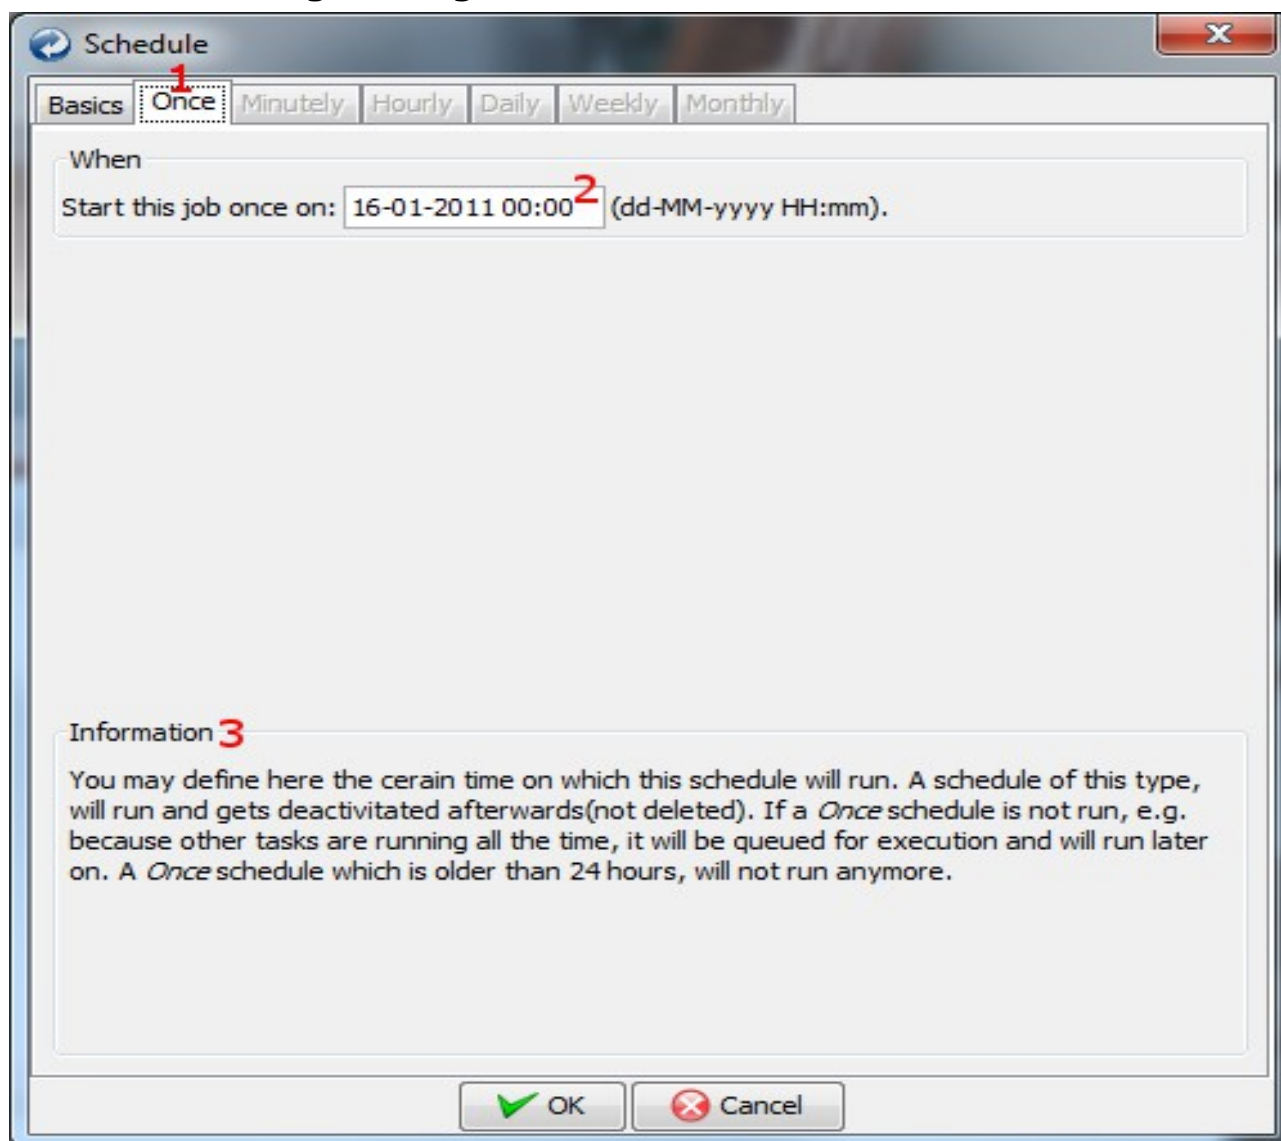 Schedule
1
Basics Once Minutely Hourly Daily Weekly Monthly
When
Start this job once on: 16-01-2011 00:00 2 (dd-MM-yyyy HH:mm).
Information 3
You may define here the cerain time on which this schedule will run. A schedule of this type,
will run and gets deactivitated afterwards(not deleted). If a Once schedule is not run, e.g.
because other tasks are running all the time, it will be queued for execution and will run later
on. A Once schedule which is older than 24 hours, will not run anymore.
OK Cancel